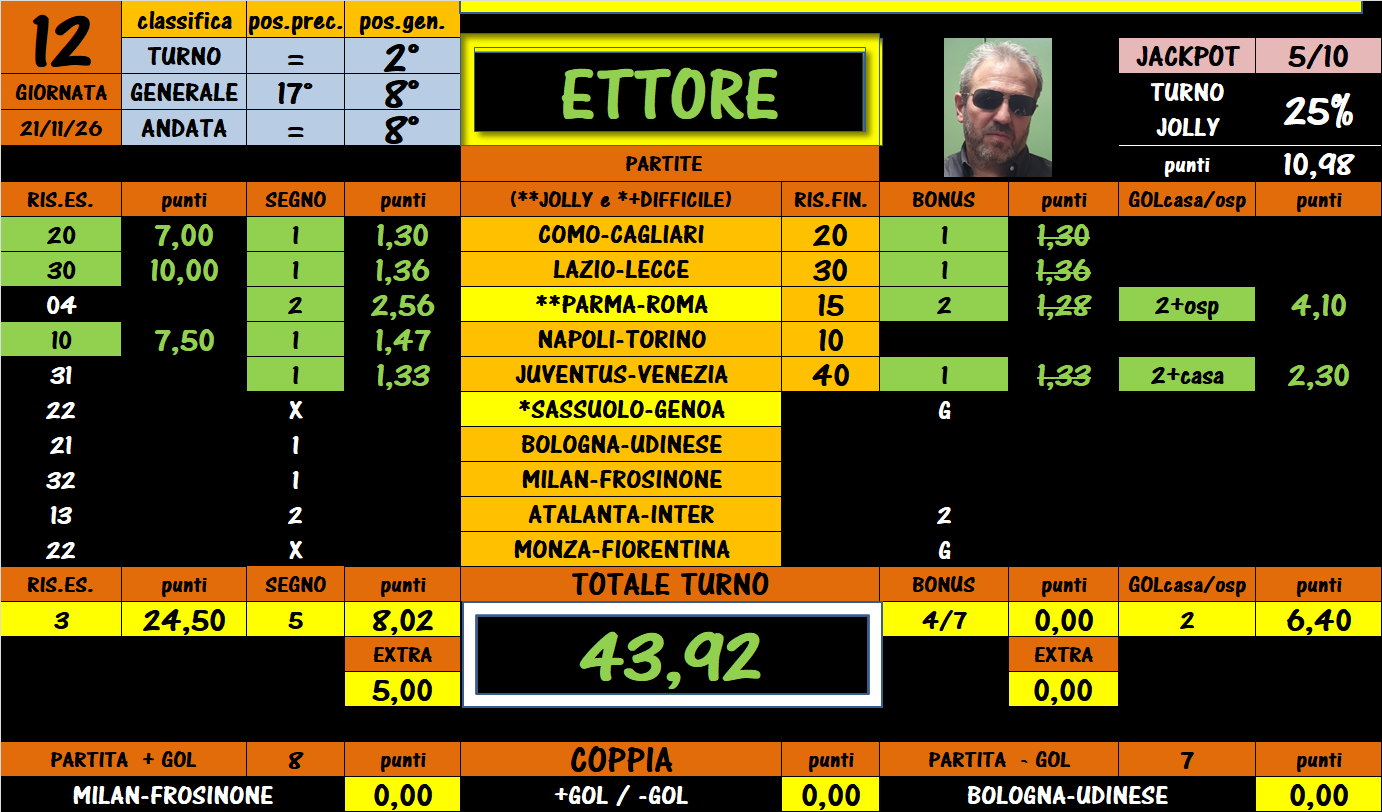 12 classifica pos.prec. pos.gen.
TURNO = 2° ETTORE JACKPOT 5/10
GIORNATA GENERALE 17° 8° TURNO JOLLY 25%
21/11/26 ANDATA = 8°
PARTITE punti 10,98
RIS.ES. punti SEGNO punti (**JOLLY e *+DIFFICILE) RIS.FIN. BONUS punti GOLcasa/osp punti
20 7,00 1 1,30 COMO-CAGLIARI 20 1 1,30
30 10,00 1 1,36 LAZIO-LECCE 30 1 1,36
04 2 2,56 **PARMA-ROMA 15 2 1,28 2+osp 4,10
10 7,50 1 1,47 NAPOLI-TORINO 10
31 1 1,33 JUVENTUS-VENEZIA 40 1 1,33 2+casa 2,30
22 X *SASSUOLO-GENOA G
21 1 BOLOGNA-UDINESE
32 1 MILAN-FROSINONE
13 2 ATALANTA-INTER 2
22 X MONZA-FIORENTINA G
RIS.ES. punti SEGNO punti TOTALE TURNO BONUS punti GOLcasa/osp punti
3 24,50 5 8,02 43,92 4/7 0,00 2 6,40
EXTRA EXTRA
5,00 0,00
PARTITA + GOL 8 punti COPPIA punti PARTITA - GOL 7 punti
MILAN-FROSINONE 0,00 +GOL / -GOL 0,00 BOLOGNA-UDINESE 0,00